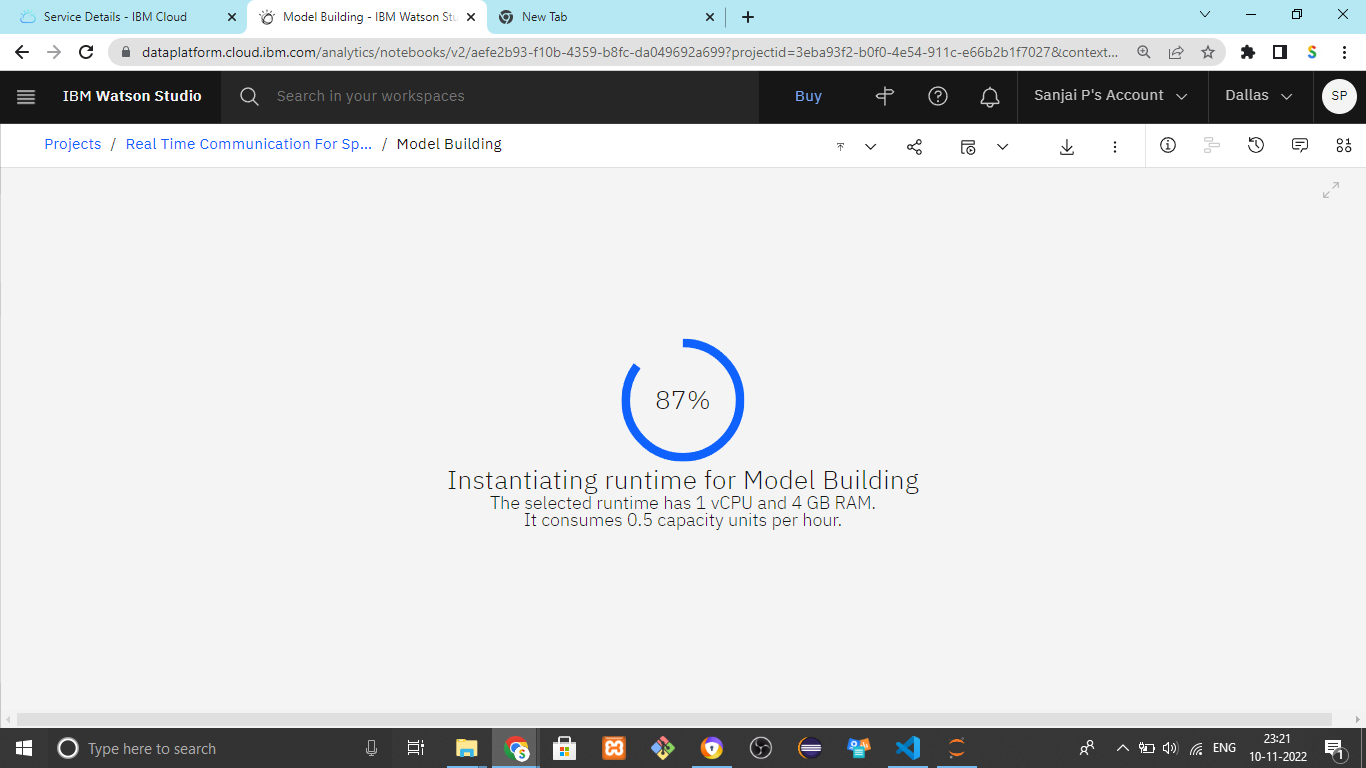 Service Details - IBM Cloud
Model Building - IBM Watson Stu
New Tab
dataplatform.cloud.ibm.com/analytics/notebooks/v2/aefe2b93-f10b-4359-b8fc-da049692a699?projectid=3eba93f2-b0f0-4e54-911c-e66b2b1f7027&context...
S
IBM Watson Studio
Search in your workspaces
Buy
Sanjai P's Account
Dallas
SP
Projects / Real Time Communication For Sp... / Model Building
87%
Instantiating runtime for Model Building
The selected runtime has 1 vCPU and 4 GB RAM.
It consumes 0.5 capacity units per hour.
Type here to search
S
ENG
23:21
10-11-2022
1